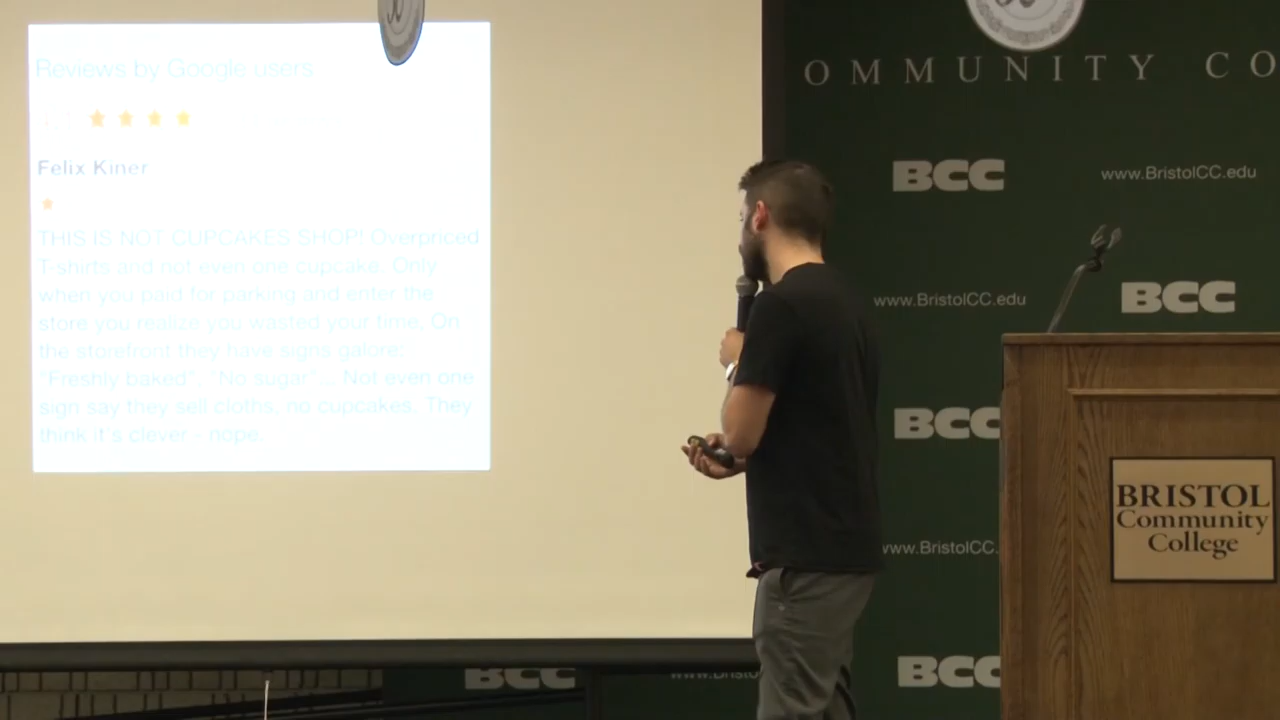 Reviews by Google users
Felix Kiner
THIS IS NOT CUPCAKES SHOP! Overpriced
T-shirts and not even one cupcake. Only
when you paid for parking and enter the
store you realize you wasted your time. On
the storefront they have signs galore:
"Freshly baked", "No sugar"... Not even one
sign say they sell cloths, no cupcakes. They
think it's clever - nope.
OMMUNITY CO
BCC
www.BristolCC.edu
www.BristolCC.edu
BCC
BCC
www.BristolCC.
BCC
BCC
www.Bristo
BRISTOL
Community
College